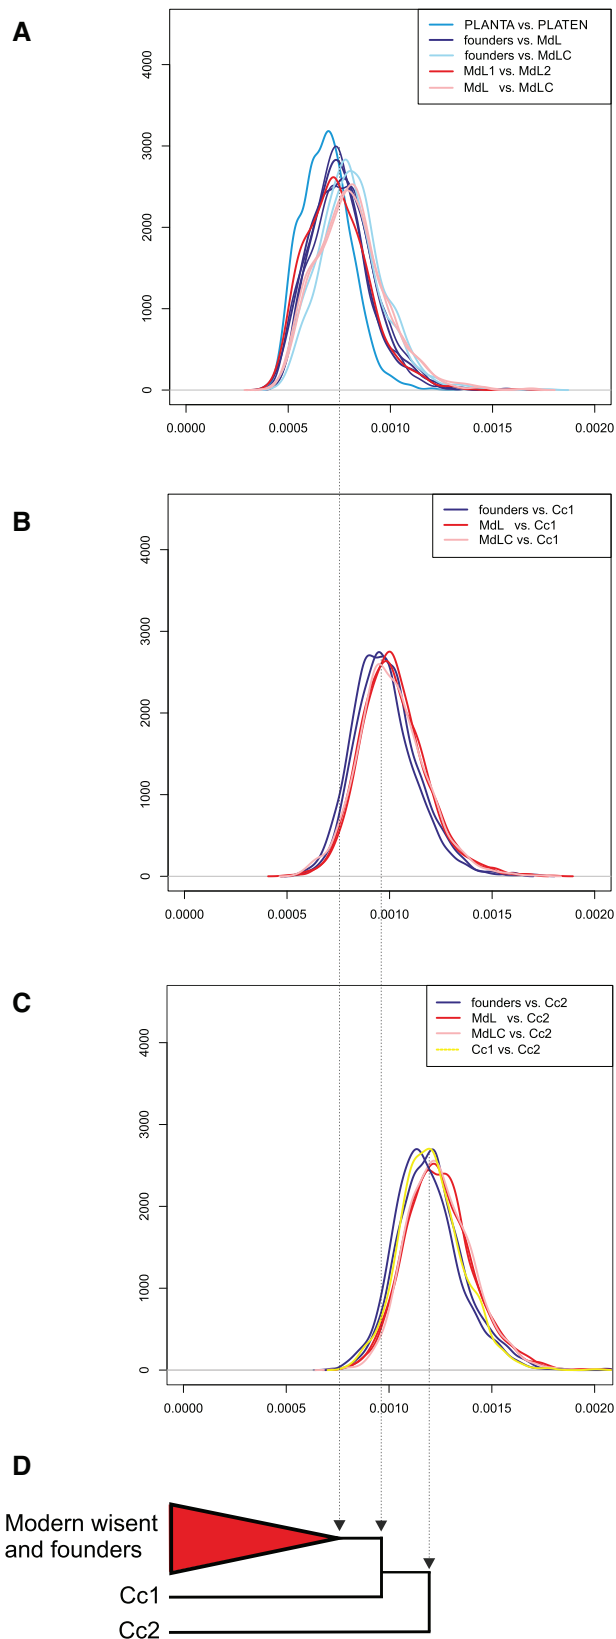 A
PLANTA vs. PLATEN
founders vs. MdL
founders vs. MdLC
MdL1 vs. MdL2
MdL vs. MdLC
4000
3000
2000
1000
0
0.0000 0.0005 0.0010 0.0015 0.0020
B
founders vs. Cc1
MdL vs. Cc1
MdLC vs. Cc1
4000
3000
2000
1000
0
0.0000 0.0005 0.0010 0.0015 0.0020
C
founders vs. Cc2
MdL vs. Cc2
MdLC vs. Cc2
Cc1 vs. Cc2
4000
3000
2000
1000
0
0.0000 0.0005 0.0010 0.0015 0.0020
D
Modern wisent
and founders
Cc1
Cc2